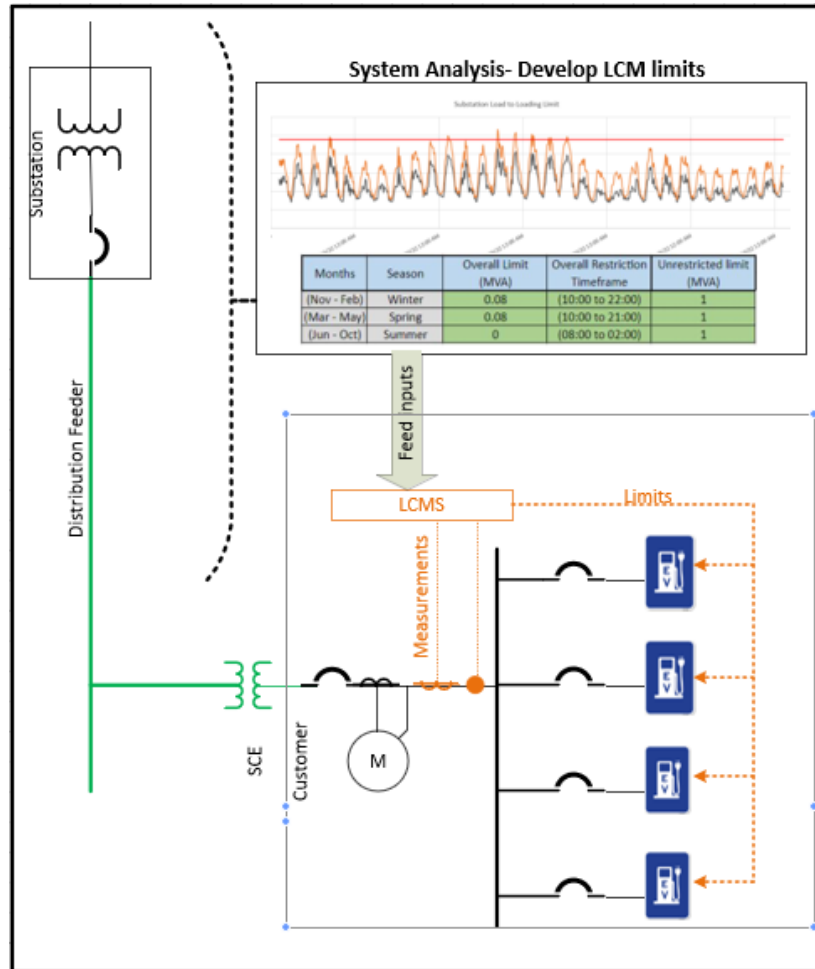 System Analysis- Develop LCM limits
Substation Load to Loading Limit
Months Season Overall Limit (MVA) Overall Restriction Timeframe Unrestricted limit (MVA)
(Nov - Feb) Winter 0.08 (10:00 to 22:00) 1
(Mar - May) Spring 0.08 (10:00 to 21:00) 1
(Jun - Oct) Summer 0 (08:00 to 02:00) 1
Substation
Distribution Feeder
Feed inputs
LCMS
Limits
Measurements
EV
EV
EV
EV
SCE
Customer
M